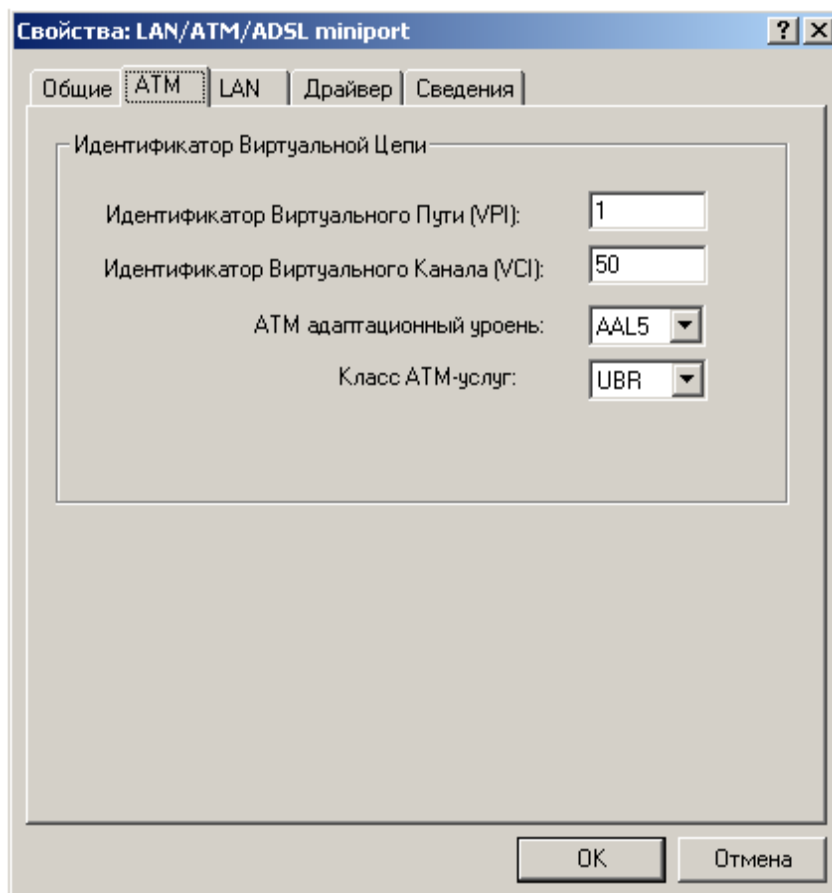 Свойства: LAN/ATM/ADSL miniport
Общие ATM LAN Драйвер Сведения
Идентификатор Виртуальной Цепи
Идентификатор Виртуального Пути (VPI): 1
Идентификатор Виртуального Канала (VCI): 50
ATM адаптационный уроень: AAL5
Класс ATM-услуг: UBR
OK Отмена